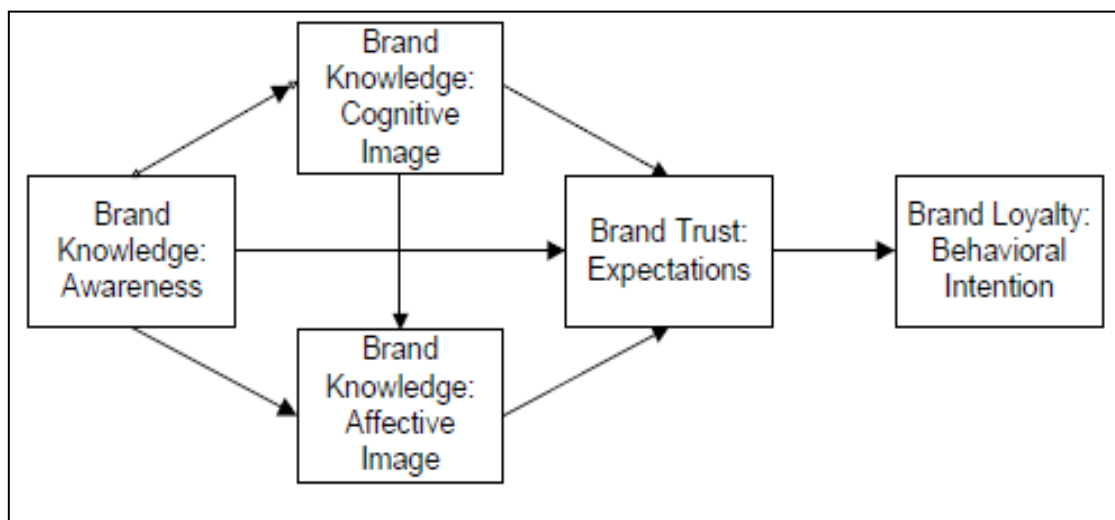 Brand
Knowledge:
Cognitive
Image
Brand
Knowledge:
Awareness
Brand Trust:
Expectations
Brand Loyalty:
Behavioral
Intention
Brand
Knowledge:
Affective
Image